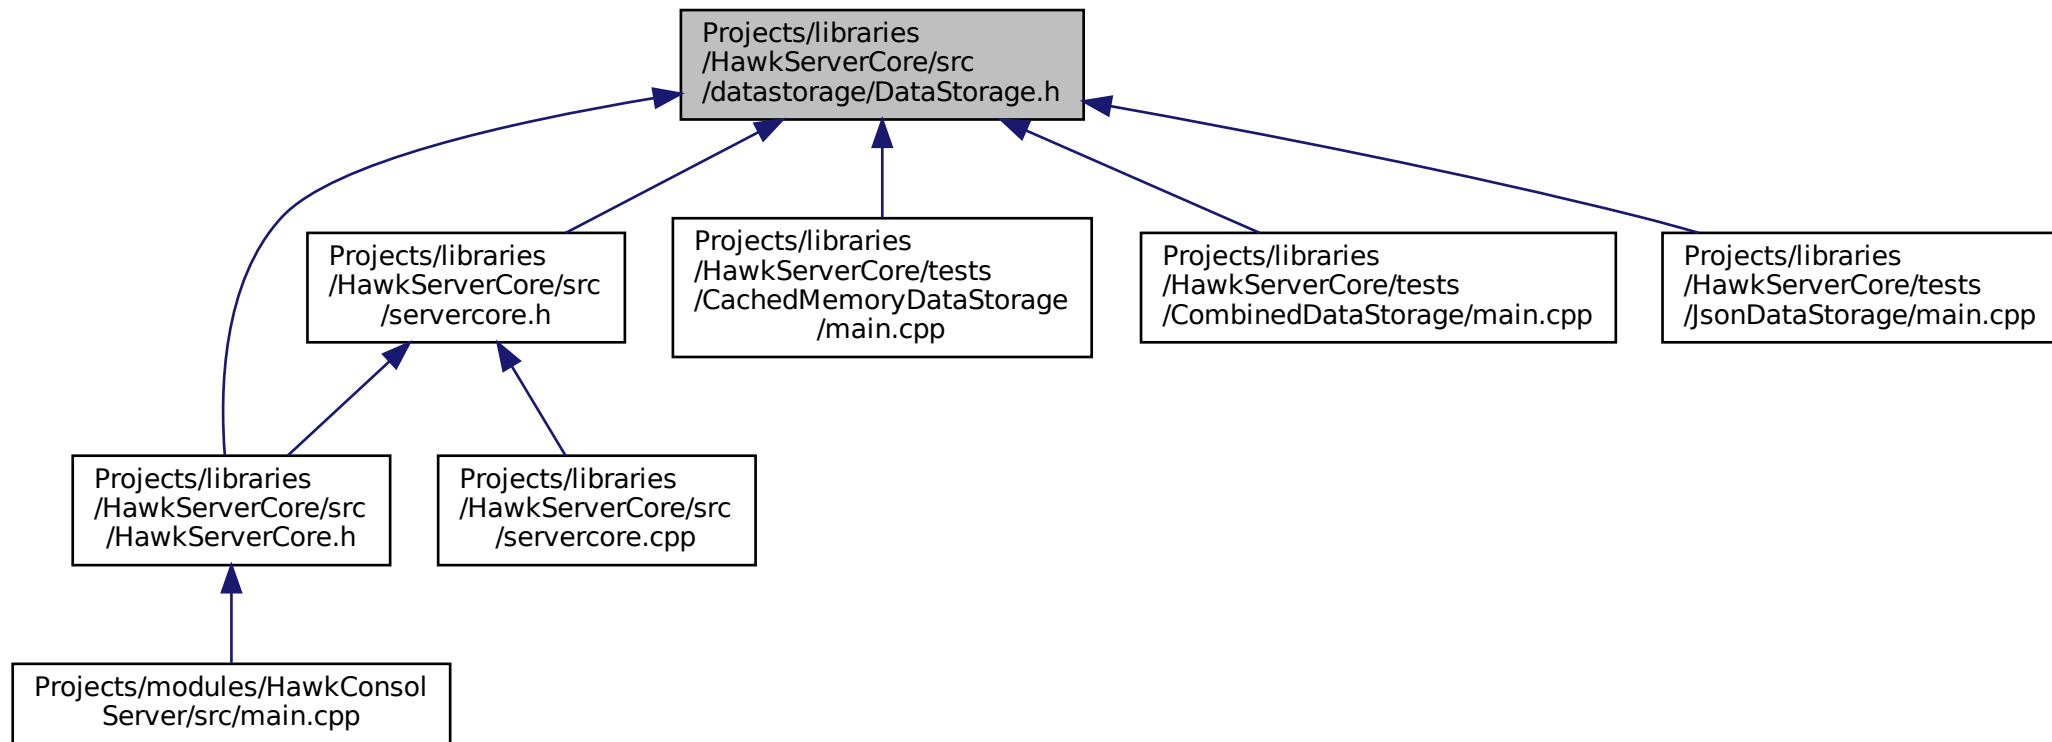 Projects/libraries
/HawkServerCore/src
/datastorage/DataStorage.h
Projects/libraries
/HawkServerCore/src
/servercore.h
Projects/libraries
/HawkServerCore/tests
/CachedMemoryDataStorage
/main.cpp
Projects/libraries
/HawkServerCore/tests
/CombinedDataStorage/main.cpp
Projects/libraries
/HawkServerCore/tests
/JsonDataStorage/main.cpp
Projects/libraries
/HawkServerCore/src
/HawkServerCore.h
Projects/libraries
/HawkServerCore/src
/servercore.cpp
Projects/modules/HawkConsol
Server/src/main.cpp